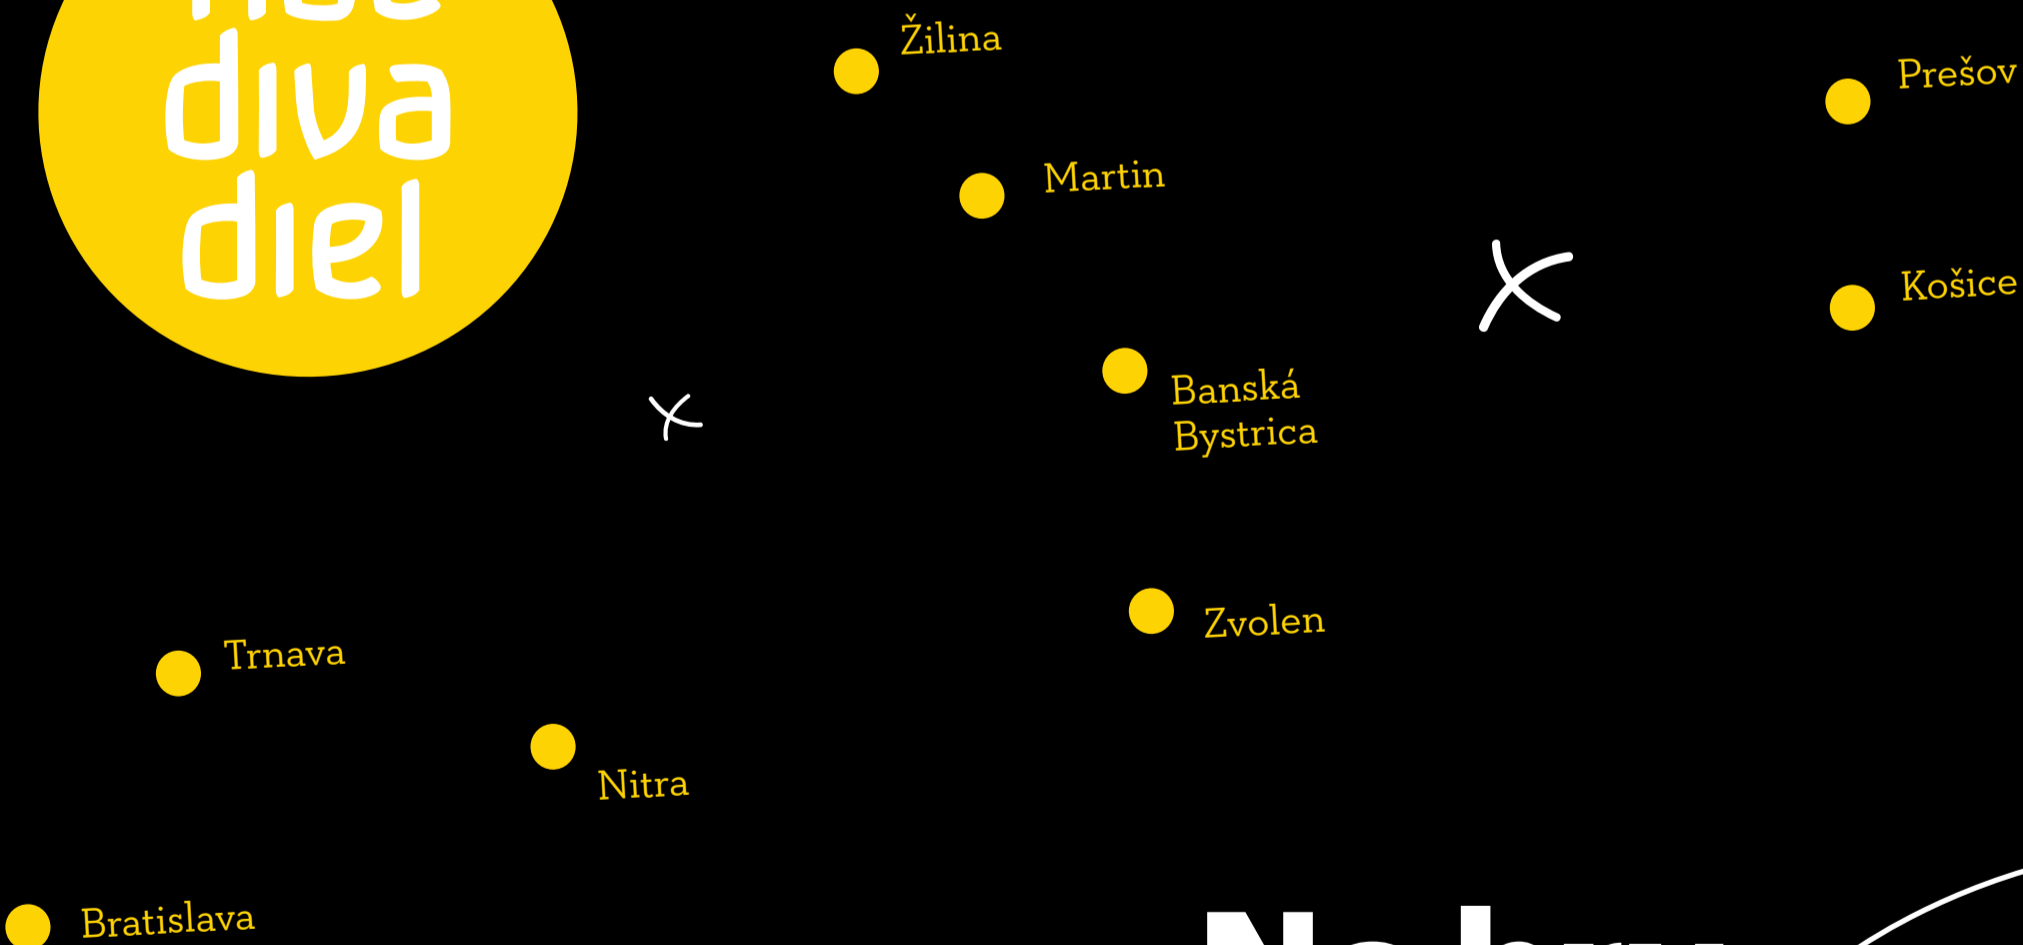 diva
diel
Žilina
Prešov
Martin
Košice
Banská
Bystrica
Zvolen
Trnava
Nitra
Bratislava